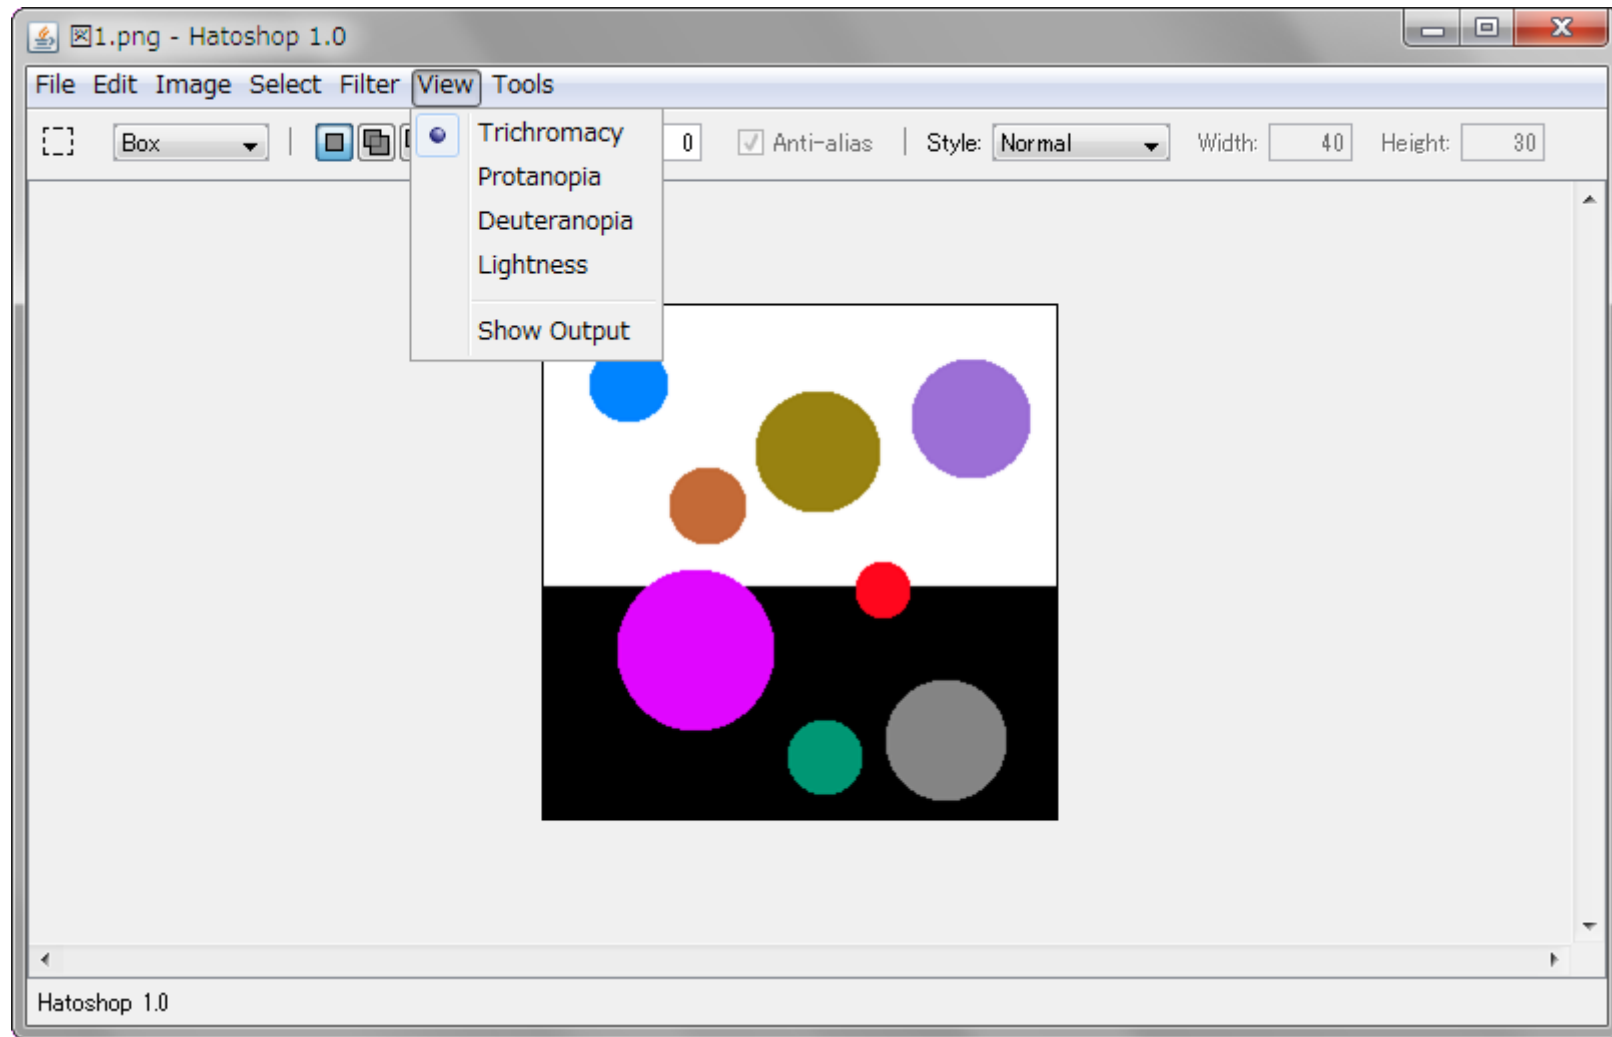 図1.png - Hatoshop 1.0
File Edit Image Select Filter View Tools
Box 0 Anti-alias Style: Normal Width: 40 Height: 30
Trichromacy
Protanopia
Deuteranopia
Lightness
Show Output
Hatoshop 1.0